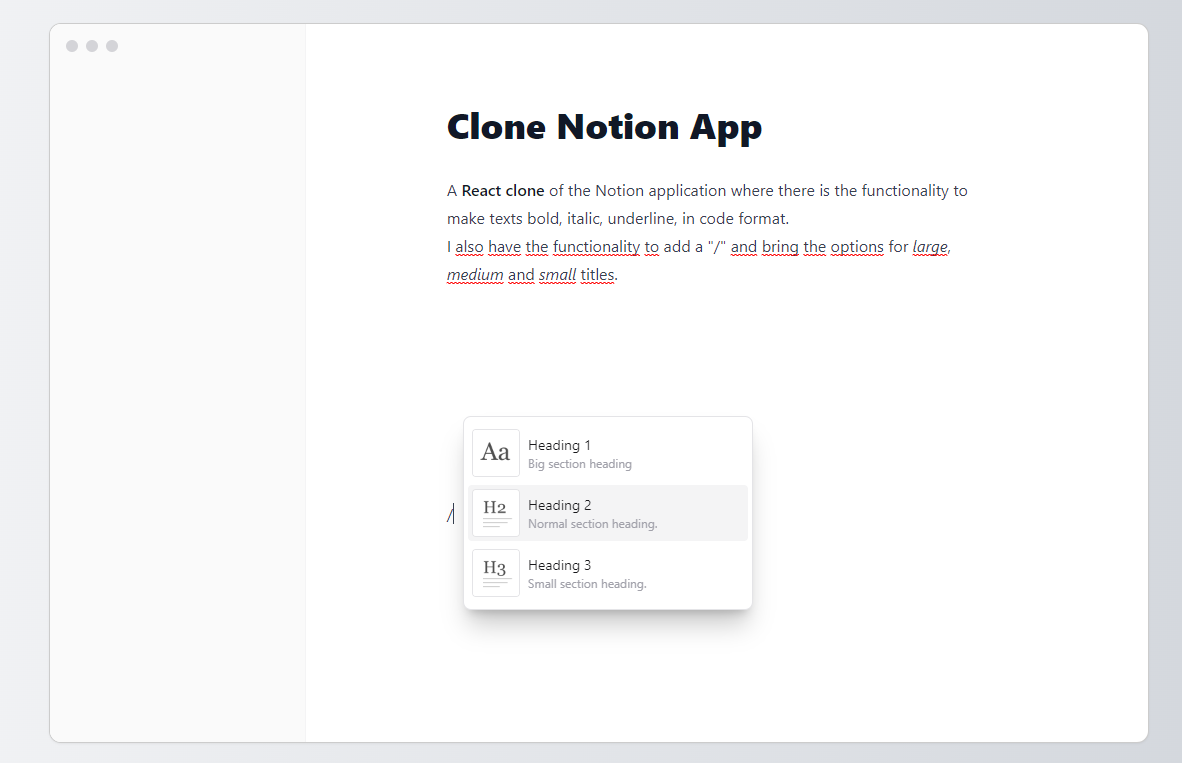 Clone Notion App
A React clone of the Notion application where there is the functionality to
make texts bold, italic, underline, in code format.
I also have the functionality to add a "/" and bring the options for large,
medium and small titles.
Aa
Heading 1
Big section heading
/
H2
Heading 2
Normal section heading.
H3
Heading 3
Small section heading.